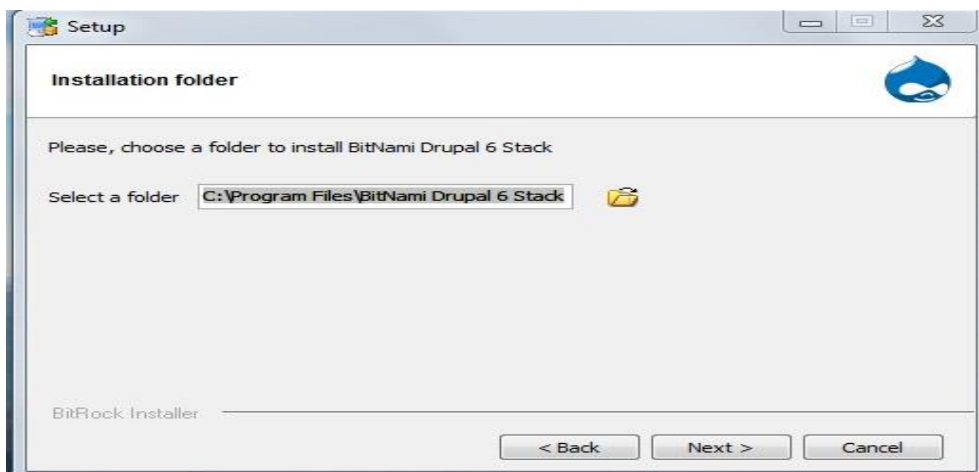 Setup
Installation folder
Please, choose a folder to install BitNami Drupal 6 Stack
Select a folder C:\Program Files\BitNami Drupal 6 Stack
BitRock Installer
< Back Next > Cancel